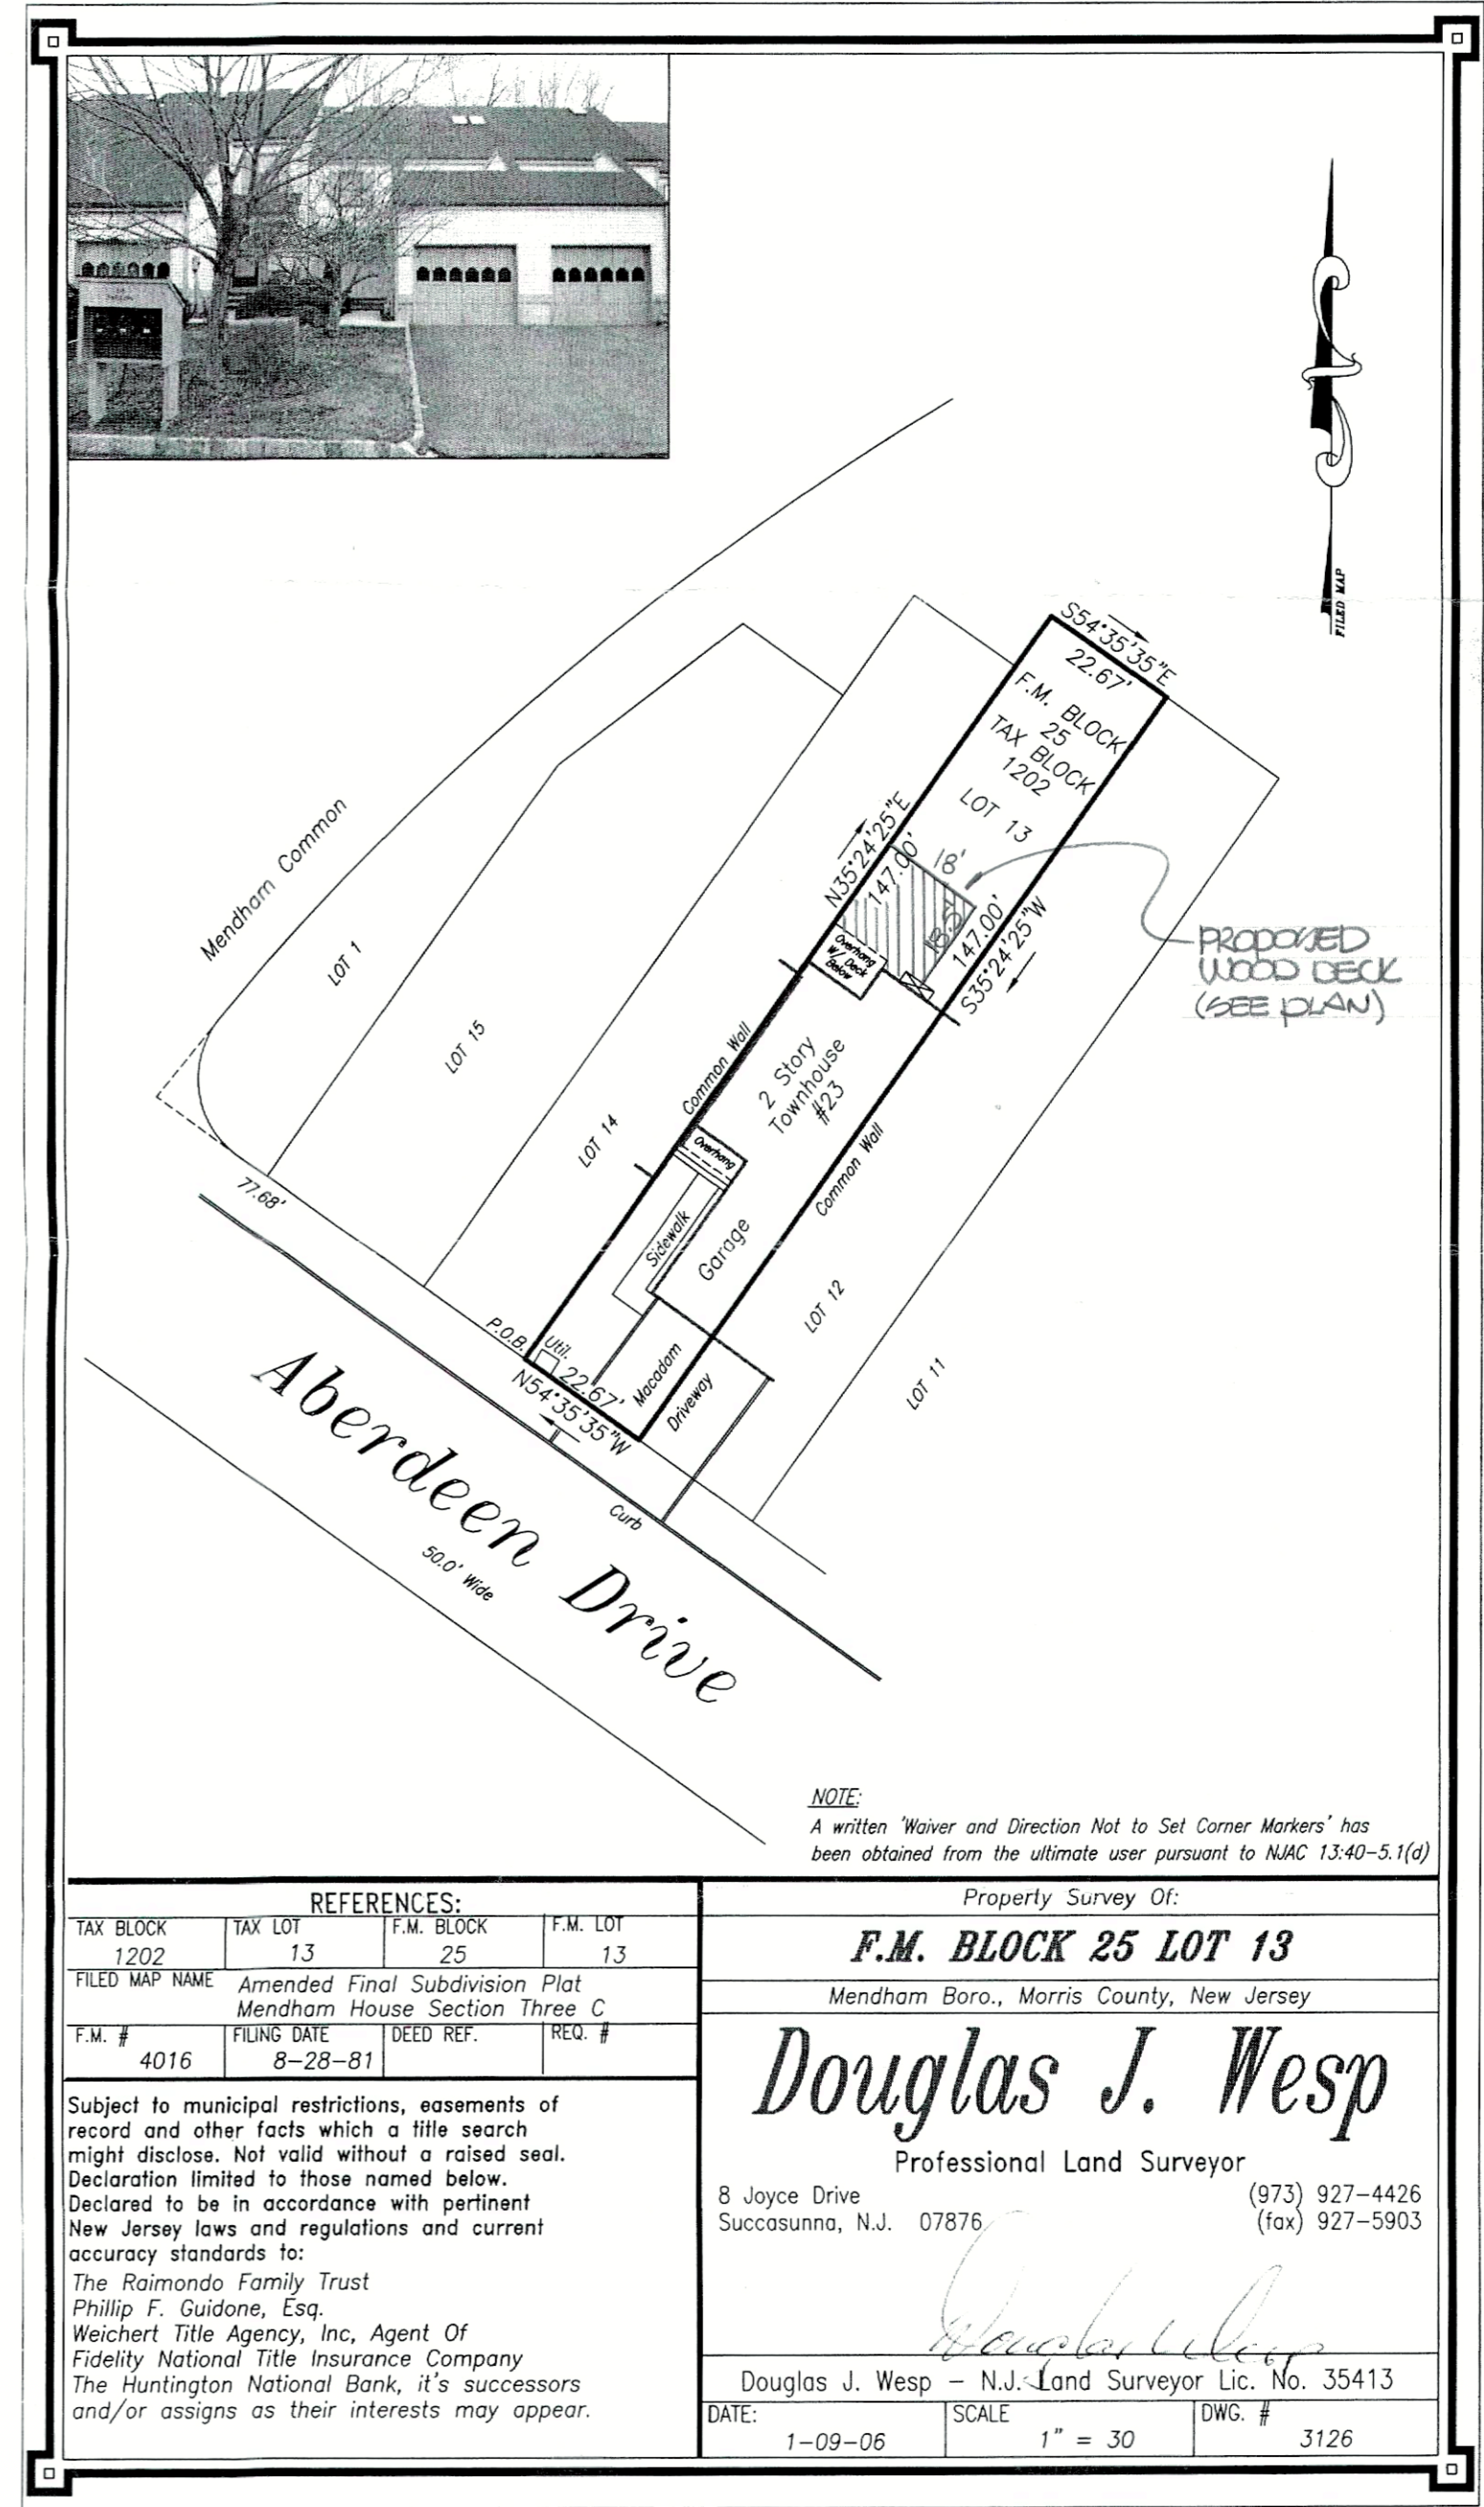 FILED MAP
S54°35'35"E
22.67'
F.M. BLOCK
25
TAX BLOCK
1202
LOT 13
N35°24'25"E
147.00'
18'
18.5'
147.00'
S35°24'25"W
PROPOSED
WOOD DECK
(SEE PLAN)
Overhang
W/ Deck
Below
Mendham Common
LOT 1
LOT 15
LOT 14
Common Wall
2 Story
Townhouse
#23
Common Wall
Overhang
Sidewalk
Garage
LOT 12
LOT 11
77.68'
P.O.B.
Util.
22.67'
N54°35'35"W
Macadam
Driveway
Curb
Aberdeen Drive
50.0' Wide
NOTE:
A written 'Waiver and Direction Not to Set Corner Markers' has
been obtained from the ultimate user pursuant to NJAC 13:40-5.1(d)
REFERENCES:
TAX BLOCK TAX LOT F.M. BLOCK F.M. LOT
1202 13 25 13
FILED MAP NAME Amended Final Subdivision Plat
Mendham House Section Three C
F.M. # FILING DATE DEED REF. REQ. #
4016 8-28-81
Subject to municipal restrictions, easements of
record and other facts which a title search
might disclose. Not valid without a raised seal.
Declaration limited to those named below.
Declared to be in accordance with pertinent
New Jersey laws and regulations and current
accuracy standards to:
The Raimondo Family Trust
Phillip F. Guidone, Esq.
Weichert Title Agency, Inc, Agent Of
Fidelity National Title Insurance Company
The Huntington National Bank, it's successors
and/or assigns as their interests may appear.
Property Survey Of:
F.M. BLOCK 25 LOT 13
Mendham Boro., Morris County, New Jersey
Douglas J. Wesp
Professional Land Surveyor
8 Joyce Drive (973) 927-4426
Succasunna, N.J. 07876 (fax) 927-5903
Douglas Wesp
Douglas J. Wesp - N.J. Land Surveyor Lic. No. 35413
DATE: SCALE DWG. #
1-09-06 1" = 30 3126